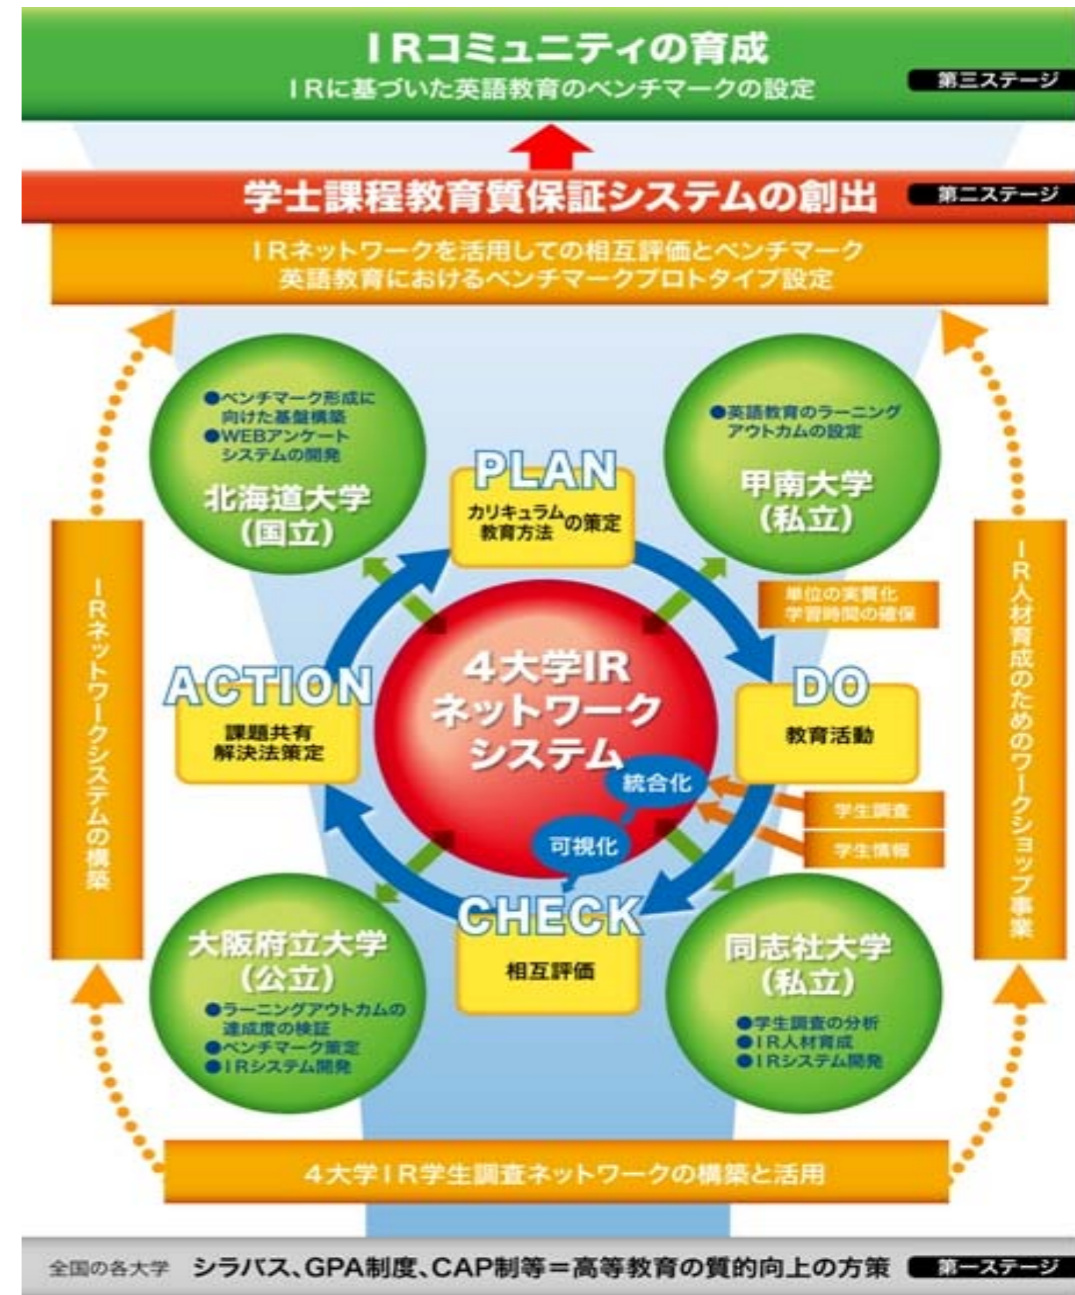 IRコミュニティの育成
IRに基づいた英語教育のベンチマークの設定
第三ステージ
学士課程教育質保証システムの創出
第二ステージ
IRネットワークを活用しての相互評価とベンチマーク
英語教育におけるベンチマークプロトタイプ設定
●ベンチマーク形成に
向けた基盤構築
●WEBアンケート
システムの開発
北海道大学
(国立)
●英語教育のラーニング
アウトカムの設定
甲南大学
(私立)
PLAN
カリキュラム
教育方法
の策定
単位の実質化
学習時間の確保
IRネットワークシステムの構築
IR人材育成のためのワークショップ事業
4大学IR
ネットワーク
システム
ACTION
課題共有
解決法策定
DO
教育活動
統合化
可視化
学生調査
学生情報
CHECK
相互評価
大阪府立大学
(公立)
●ラーニングアウトカムの
達成度の検証
●ベンチマーク策定
●IRシステム開発
同志社大学
(私立)
●学生調査の分析
●IR人材育成
●IRシステム開発
4大学IR学生調査ネットワークの構築と活用
全国の各大学 シラバス、GPA制度、CAP制等=高等教育の質的向上の方策
第一ステージ